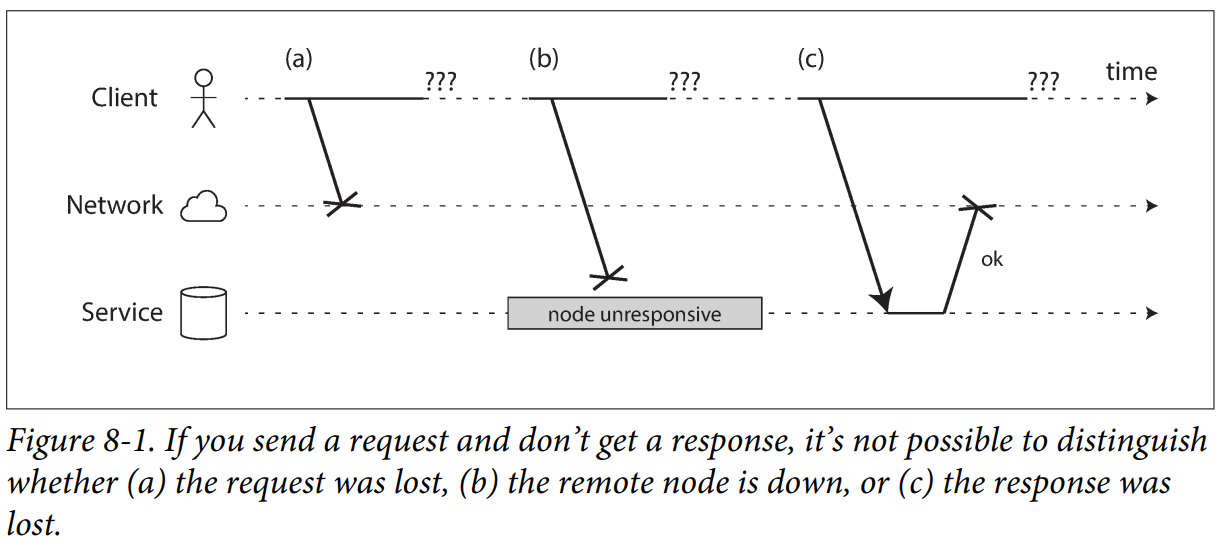 (a)
(b)
(c)
???
???
???
time
Client
Network
ok
Service
node unresponsive
Figure 8-1. If you send a request and don’t get a response, it’s not possible to distinguish
whether (a) the request was lost, (b) the remote node is down, or (c) the response was
lost.